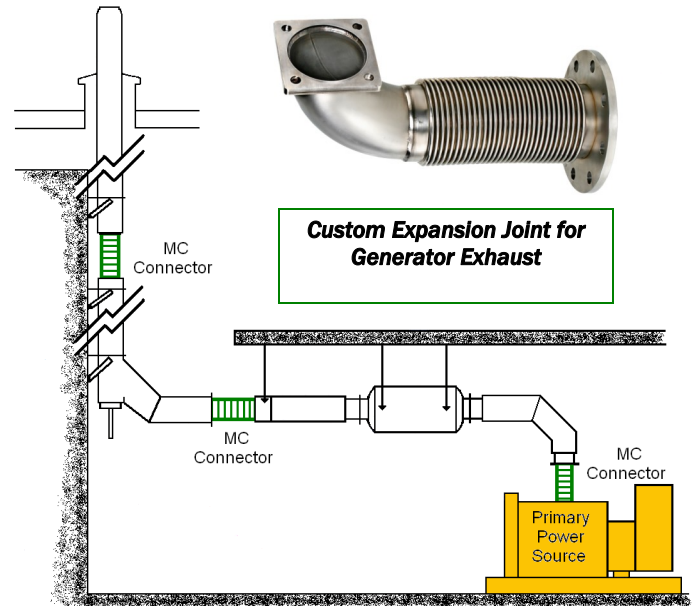 Custom Expansion Joint for
Generator Exhaust
MC
Connector
MC
Connector
MC
Connector
Primary
Power
Source